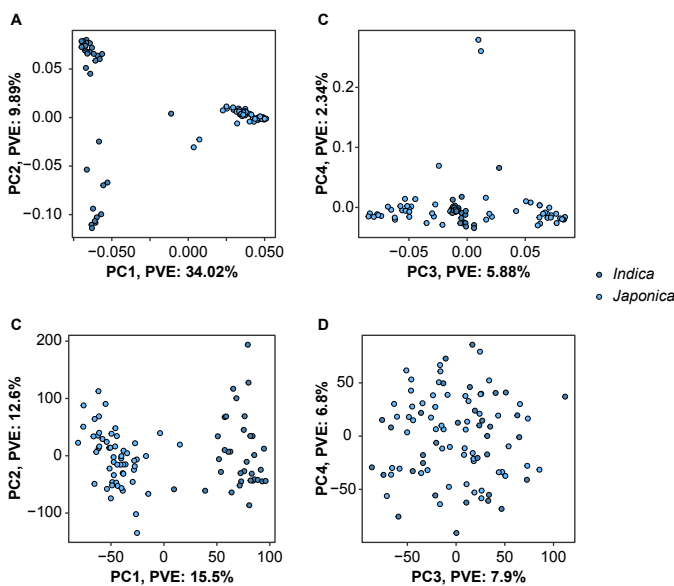 A
C
PC2, PVE: 9.89%
0.05
0.00
−0.05
−0.10
−0.050
0.000
0.050
PC1, PVE: 34.02%
PC4, PVE: 2.34%
0.2
0.1
0.0
−0.05
0.00
0.05
PC3, PVE: 5.88%
Indica
Japonica
C
D
PC2, PVE: 12.6%
200
100
0
−100
−50
0
50
100
PC1, PVE: 15.5%
PC4, PVE: 6.8%
50
0
−50
−50
0
50
100
PC3, PVE: 7.9%